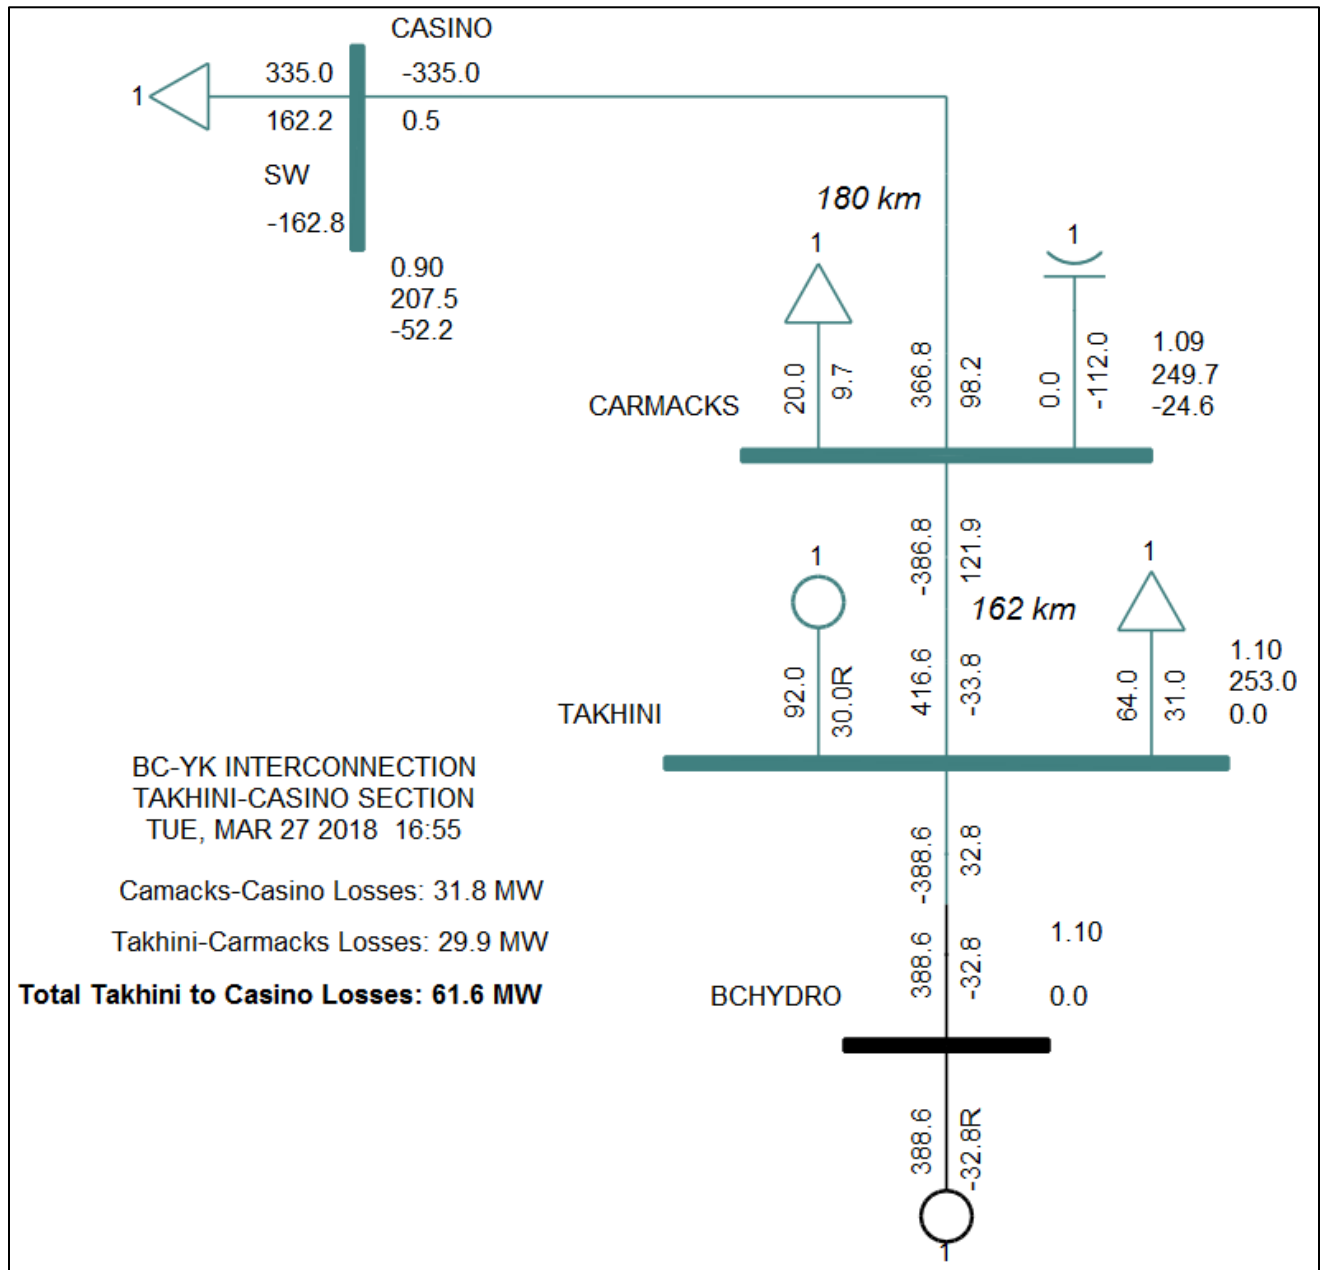 CASINO
335.0 -335.0
1
162.2 0.5
SW
-162.8
0.90
207.5
-52.2
180 km
1
1
20.0
9.7
366.8
98.2
0.0
-112.0
1.09
249.7
-24.6
CARMACKS
-386.8
121.9
1
1
162 km
92.0
30.0R
416.6
-33.8
64.0
31.0
1.10
253.0
0.0
TAKHINI
BC-YK INTERCONNECTION
TAKHINI-CASINO SECTION
TUE, MAR 27 2018 16:55
-388.6
32.8
Camacks-Casino Losses: 31.8 MW
Takhini-Carmacks Losses: 29.9 MW
Total Takhini to Casino Losses: 61.6 MW
388.6
-32.8
1.10
0.0
BCHYDRO
388.6
-32.8R
1